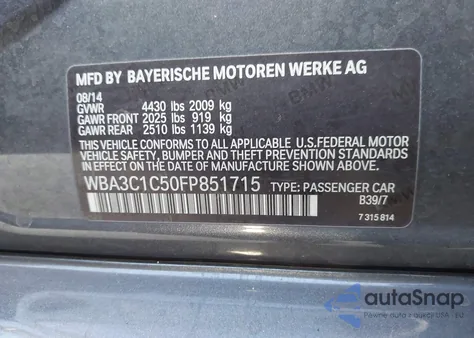 MFD BY BAYERISCHE MOTOREN WERKE AG
08/14
GVWR 4430 lbs 2009 kg
GAWR FRONT 2025 lbs 919 kg
GAWR REAR 2510 lbs 1139 kg
THIS VEHICLE CONFORMS TO ALL APPLICABLE U.S.FEDERAL MOTOR
VEHICLE SAFETY, BUMPER, AND THEFT PREVENTION STANDARDS IN
EFFECT ON THE DATE OF MANUFACTURE SHOWN ABOVE.
WBA3C1C50FP851715 TYPE: PASSENGER CAR
B39/7
7 315 814
autoSnap